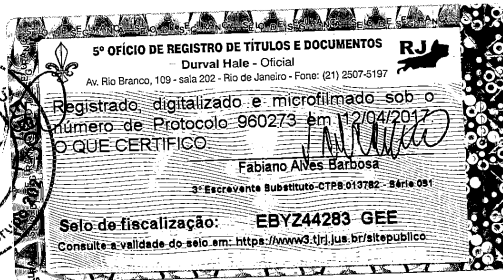 5º OFÍCIO DE REGISTRO DE TÍTULOS E DOCUMENTOS
Durval Hale - Oficial
Av. Rio Branco, 109 - sala 202 - Rio de Janeiro - Fone: (21) 2507-5197
RJ
Registrado, digitalizado e microfilmado sob o
número de Protocolo 960273 em 12/04/2017
O QUE CERTIFICO
Fabiano Alves Barbosa
3º Escrevente Substituto-CTPS 013782 - Série 091
Selo de fiscalização: EBYZ44283 GEE
Consulte a validade do selo em: https://www3.tjrj.jus.br/sitepublico